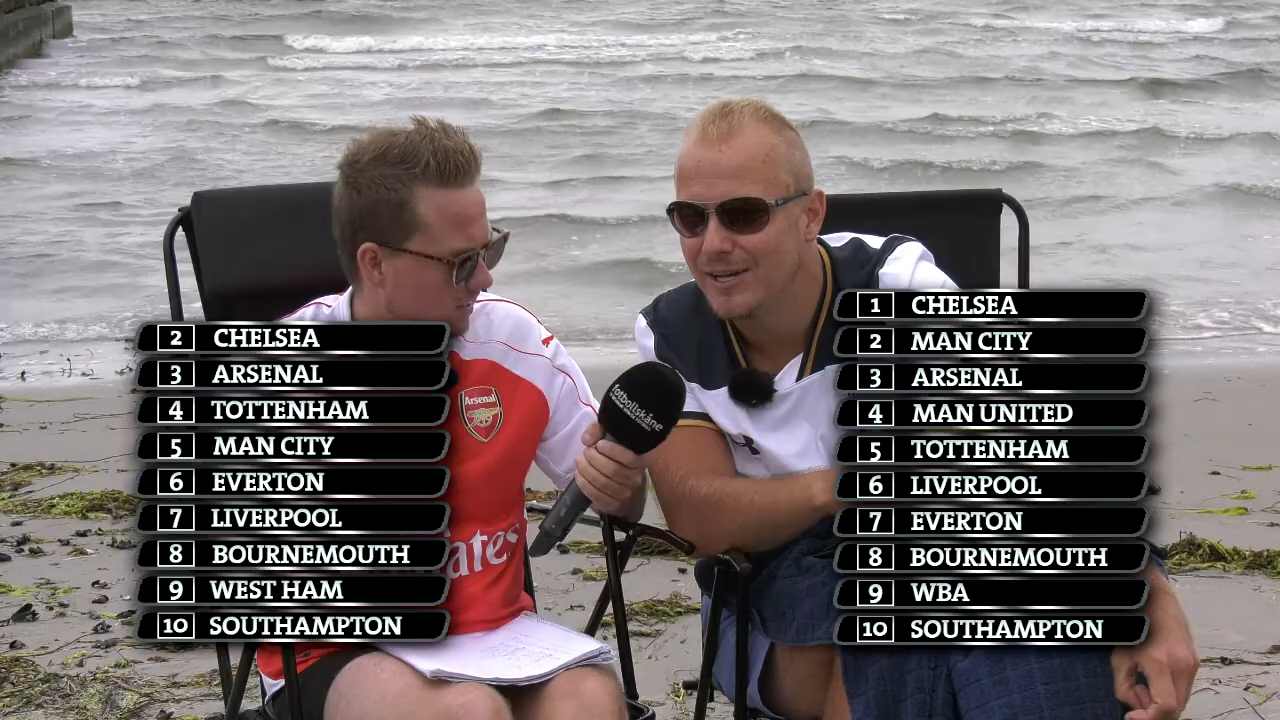 2 CHELSEA
3 ARSENAL
4 TOTTENHAM
5 MAN CITY
6 EVERTON
7 LIVERPOOL
8 BOURNEMOUTH
9 WEST HAM
10 SOUTHAMPTON
1 CHELSEA
2 MAN CITY
3 ARSENAL
4 MAN UNITED
5 TOTTENHAM
6 LIVERPOOL
7 EVERTON
8 BOURNEMOUTH
9 WBA
10 SOUTHAMPTON
Arsenal
fotbollskåne
ates